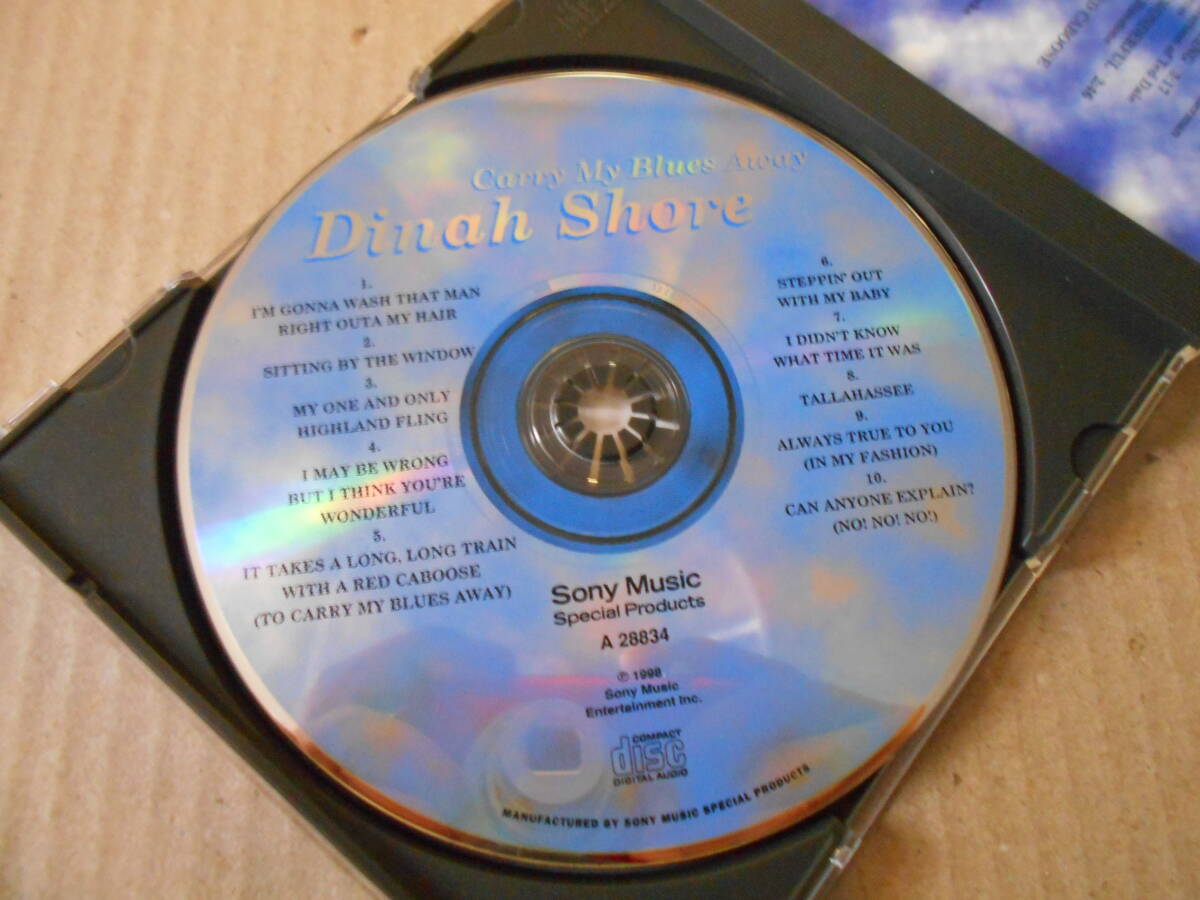 Carry My Blues Away
Dinah Shore
1.
I'M GONNA WASH THAT MAN
RIGHT OUTA MY HAIR
2.
SITTING BY THE WINDOW
3.
MY ONE AND ONLY
HIGHLAND FLING
4.
I MAY BE WRONG
BUT I THINK YOU'RE
WONDERFUL
5.
IT TAKES A LONG, LONG TRAIN
WITH A RED CABOOSE
(TO CARRY MY BLUES AWAY)
6.
STEPPIN' OUT
WITH MY BABY
7.
I DIDN'T KNOW
WHAT TIME IT WAS
8.
TALLAHASSEE
9.
ALWAYS TRUE TO YOU
(IN MY FASHION)
10.
CAN ANYONE EXPLAIN?
(NO! NO! NO!)
Sony Music
Special Products
A 28834
℗ 1998
Sony Music
Entertainment Inc.
COMPACT
disc
DIGITAL AUDIO
MANUFACTURED BY SONY MUSIC SPECIAL PRODUCTS
CABOOSE